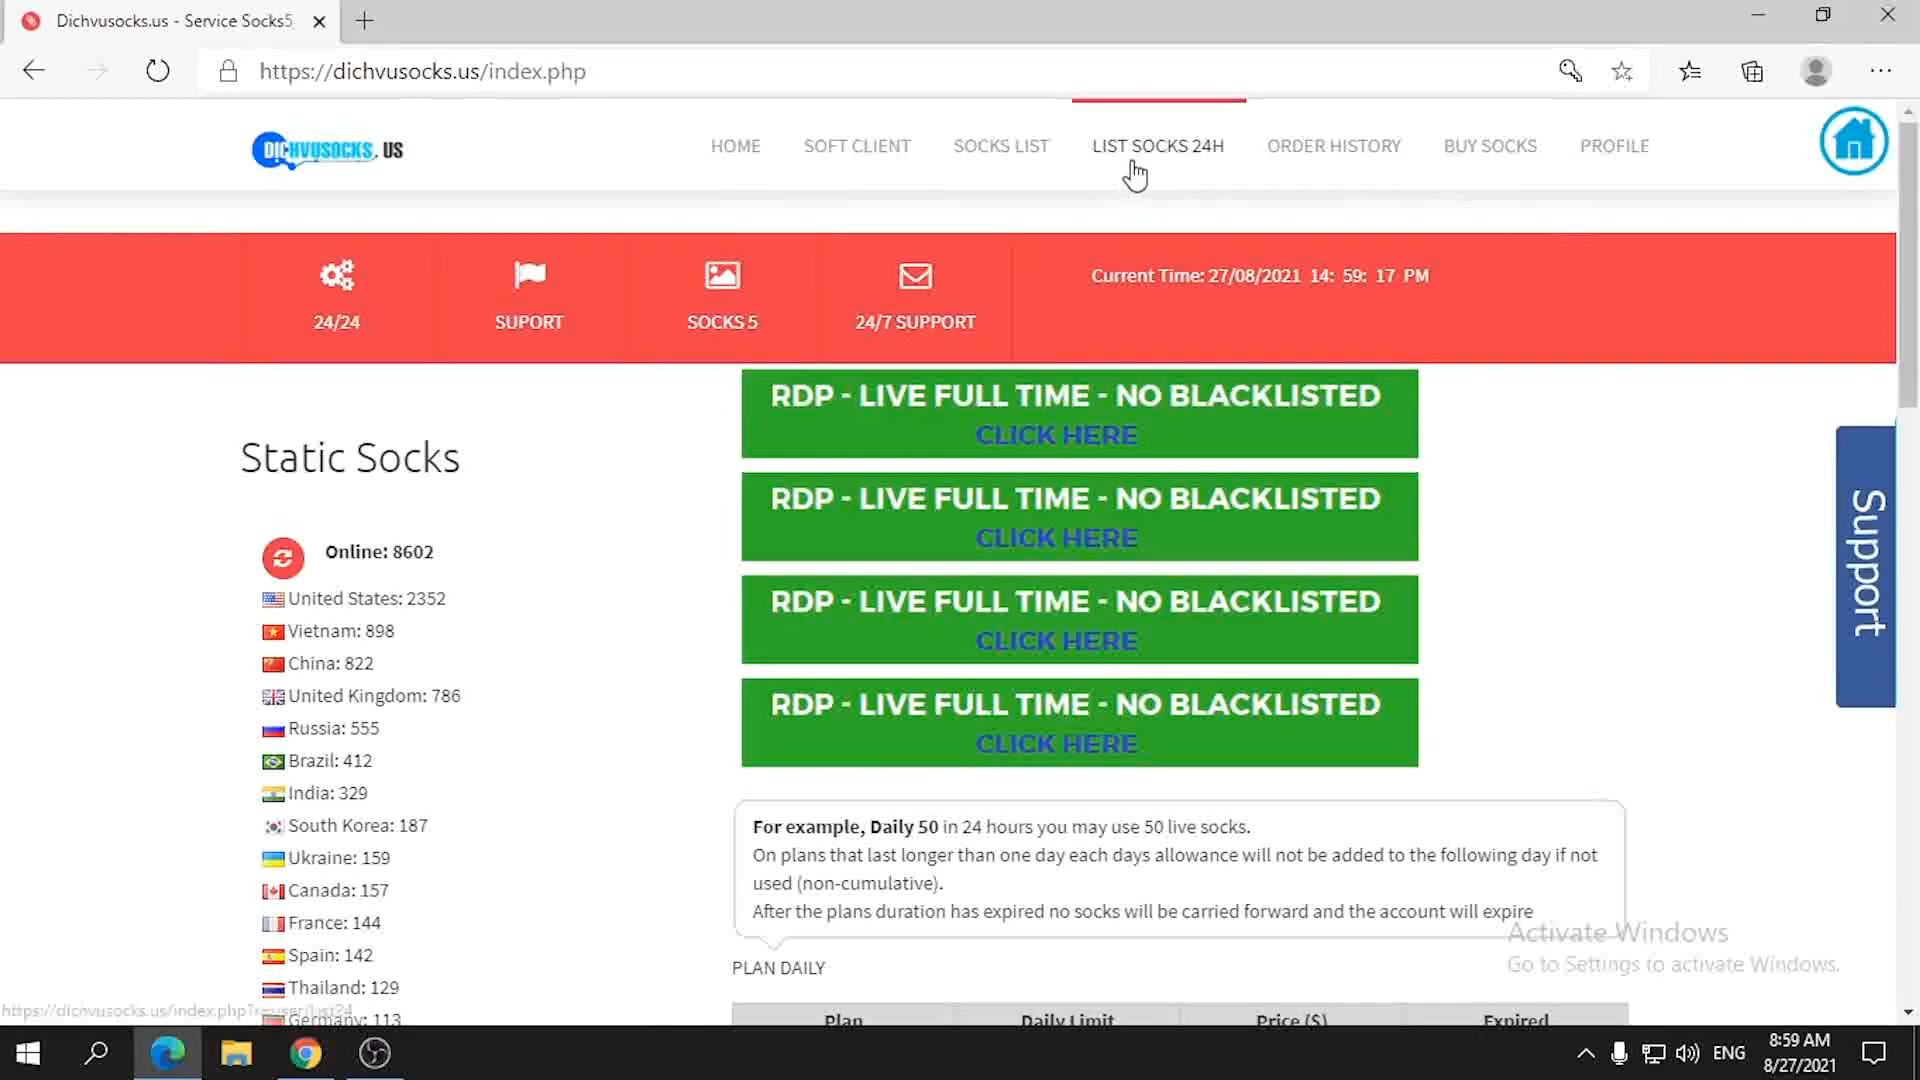 Dichvusocks.us - Service Socks5
https://dichvusocks.us/index.php
DICHVUSOCKS. US
HOME
SOFT CLIENT
SOCKS LIST
LIST SOCKS 24H
ORDER HISTORY
BUY SOCKS
PROFILE
24/24
SUPORT
SOCKS 5
24/7 SUPPORT
Current Time: 27/08/2021 14: 59: 17 PM
Static Socks
Online: 8602
United States: 2352
Vietnam: 898
China: 822
United Kingdom: 786
Russia: 555
Brazil: 412
India: 329
South Korea: 187
Ukraine: 159
Canada: 157
France: 144
Spain: 142
Thailand: 129
Germany: 113
RDP - LIVE FULL TIME - NO BLACKLISTED
CLICK HERE
RDP - LIVE FULL TIME - NO BLACKLISTED
CLICK HERE
RDP - LIVE FULL TIME - NO BLACKLISTED
CLICK HERE
RDP - LIVE FULL TIME - NO BLACKLISTED
CLICK HERE
For example, Daily 50 in 24 hours you may use 50 live socks.
On plans that last longer than one day each days allowance will not be added to the following day if not
used (non-cumulative).
After the plans duration has expired no socks will be carried forward and the account will expire
PLAN DAILY
Plan
Daily Limit
Price ($)
Expired
Support
Activate Windows
Go to Settings to activate Windows.
ENG
8:59 AM
8/27/2021